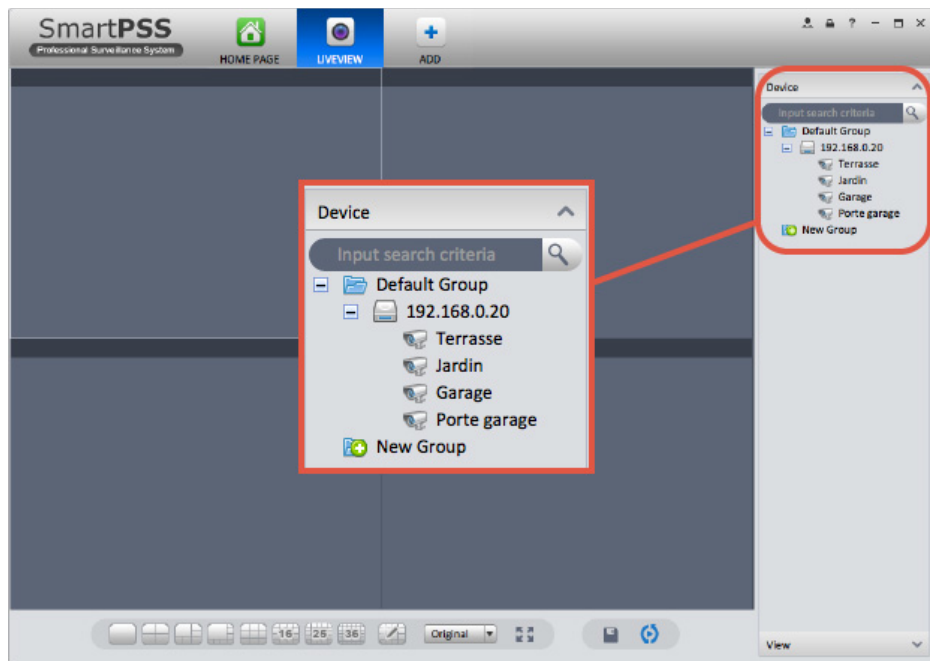 SmartPSS
Professional Surveillance System
HOME PAGE
LIVEVIEW
ADD
?
Device
Input search criteria
Default Group
192.168.0.20
Terrasse
Jardin
Garage
Porte garage
New Group
Device
Input search criteria
Default Group
192.168.0.20
Terrasse
Jardin
Garage
Porte garage
New Group
16
25
36
Original
View